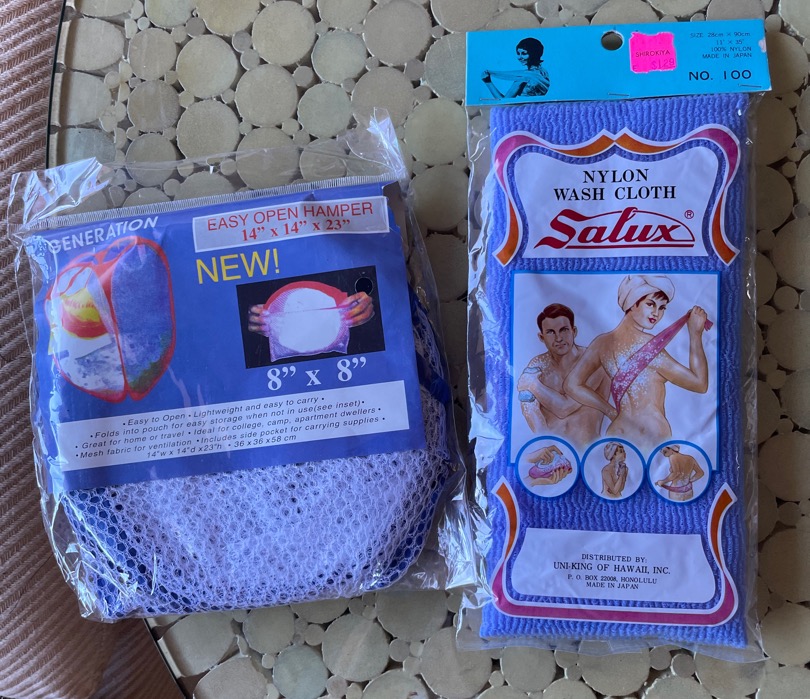 GENERATION
EASY OPEN HAMPER
14" x 14" x 23"
NEW!
8" x 8"
• Easy to Open • Lightweight and easy to carry •
• Folds into pouch for easy storage when not in use(see inset) •
• Great for home or travel • Ideal for college, camp, apartment dwellers •
• Mesh fabric for ventilation • Includes side pocket for carrying supplies •
14"w x 14"d x23"h • 36 x 36 x 58 cm
SHIROKIYA
SIZE 28cm × 90cm
100% NYLON
MADE IN JAPAN
NO. 100
NYLON
WASH CLOTH
Salux®
DISTRIBUTED BY:
UNI-KING OF HAWAII, INC.
P. O. BOX 22008, HONOLULU
MADE IN JAPAN